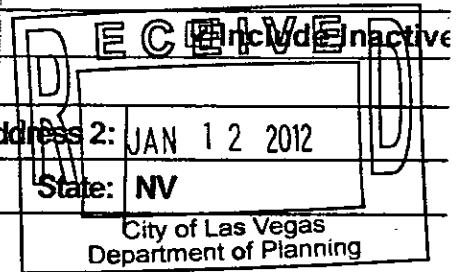 RECEIVED
Include Inactive
Address 2:
JAN 12 2012
State: NV
City of Las Vegas
Department of Planning